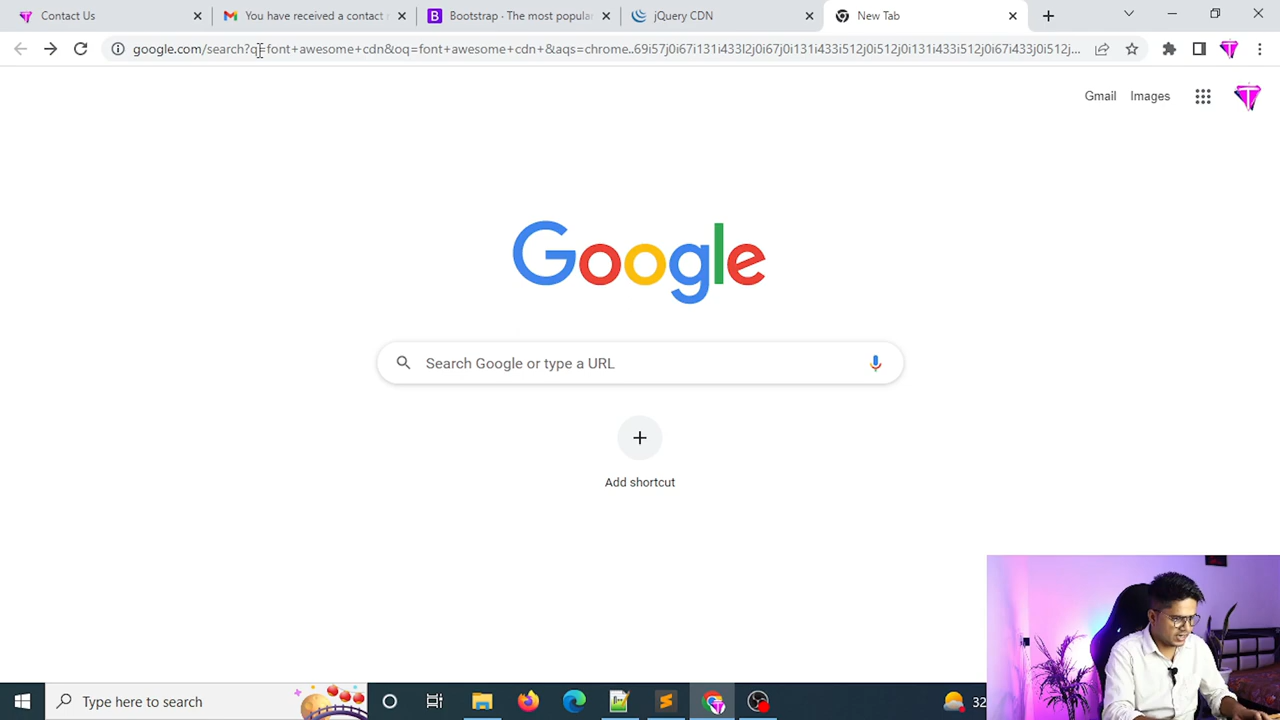 Contact Us
You have received a contact
Bootstrap · The most popular
jQuery CDN
New Tab
google.com/search?q=font+awesome+cdn&oq=font+awesome+cdn+&aqs=chrome..69i57j0i67i131i433l2j0i67j0i131i433i512j0i512j0i131i433i512j0i67i433j0i512j...
Gmail
Images
T
Google
Search Google or type a URL
Add shortcut
Type here to search
32